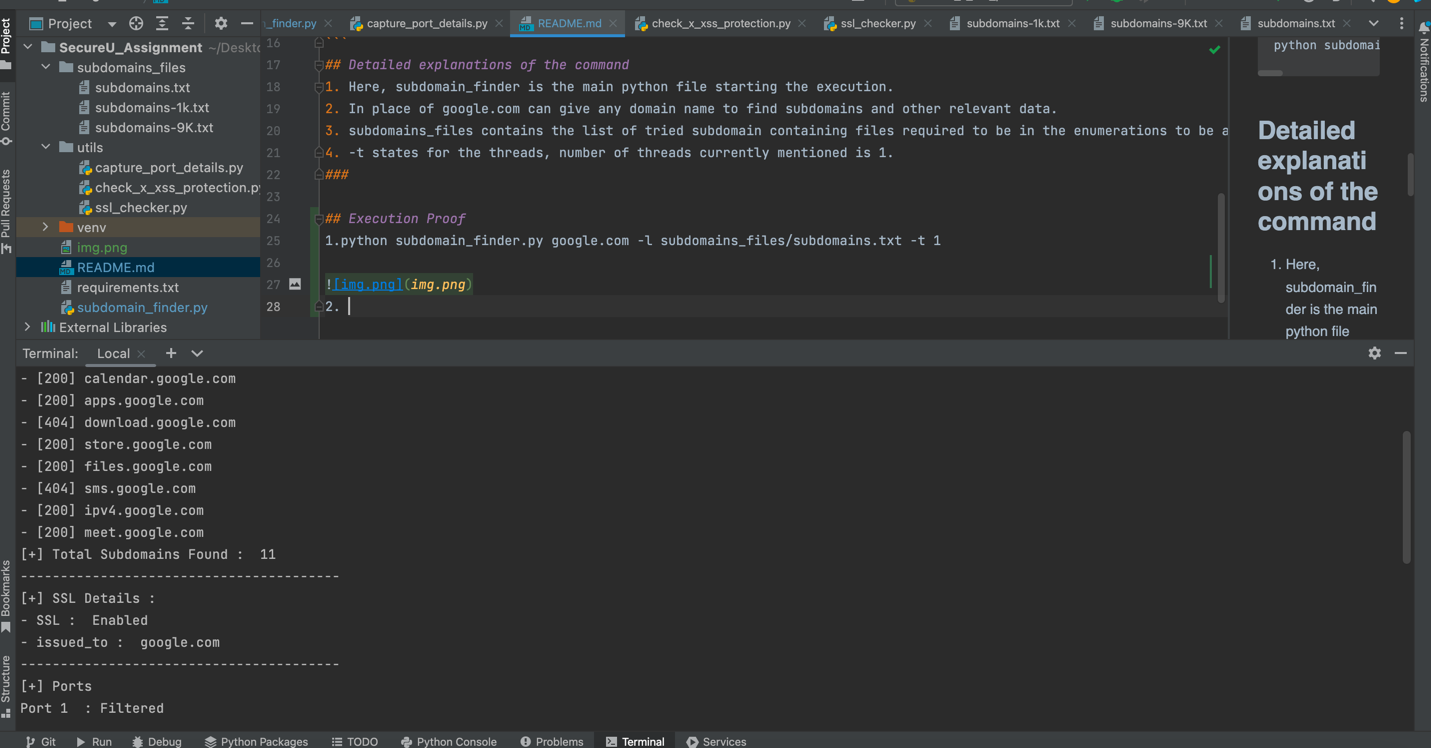 Project
_finder.py
capture_port_details.py
README.md
check_x_xss_protection.py
ssl_checker.py
subdomains-1k.txt
subdomains-9K.txt
subdomains.txt
Project
Commit
Pull Requests
Bookmarks
Structure
Notifications
SecureU_Assignment ~/Deskto
subdomains_files
subdomains.txt
subdomains-1k.txt
subdomains-9K.txt
utils
capture_port_details.py
check_x_xss_protection.py
ssl_checker.py
venv
img.png
README.md
requirements.txt
subdomain_finder.py
External Libraries
16 ```
17 ## Detailed explanations of the command
18 1. Here, subdomain_finder is the main python file starting the execution.
19 2. In place of google.com can give any domain name to find subdomains and other relevant data.
20 3. subdomains_files contains the list of tried subdomain containing files required to be in the enumerations to be a
21 4. -t states for the threads, number of threads currently mentioned is 1.
22 ###
23
24 ## Execution Proof
25 1.python subdomain_finder.py google.com -l subdomains_files/subdomains.txt -t 1
26
27 ![img.png](img.png)
28 2.
python subdomai
Detailed
explanati
ons of the
command
1. Here,
subdomain_fin
der is the main
python file
Terminal: Local
- [200] calendar.google.com
- [200] apps.google.com
- [404] download.google.com
- [200] store.google.com
- [200] files.google.com
- [404] sms.google.com
- [200] ipv4.google.com
- [200] meet.google.com
[+] Total Subdomains Found : 11
-----------------------------------------
[+] SSL Details :
- SSL : Enabled
- issued_to : google.com
-----------------------------------------
[+] Ports
Port 1 : Filtered
Git Run Debug Python Packages TODO Python Console Problems Terminal Services